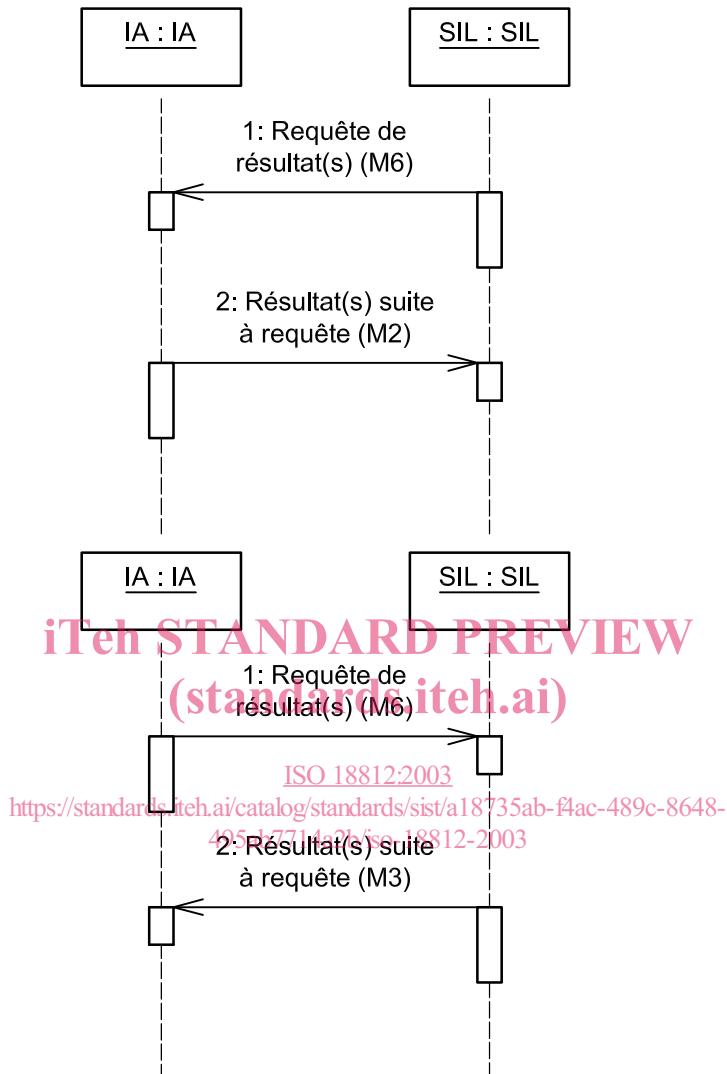 IA : IA
SIL : SIL
1: Requête de
résultat(s) (M6)
2: Résultat(s) suite
à requête (M2)
IA : IA
SIL : SIL
iTeh STANDARD PREVIEW
1: Requête de
(standards.iteh.ai)
résultat(s) (M6)
ISO 18812:2003
https://standards.iteh.ai/catalog/standards/sist/a18735ab-f4ac-489c-8648-
2: Résultat(s) suite
à requête (M3)